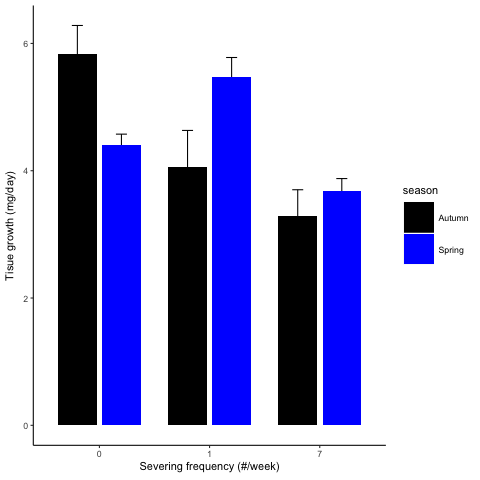 6
4
2
0
Tisue growth (mg/day)
0 1 7
Severing frequency (#/week)
season
Autumn
Spring